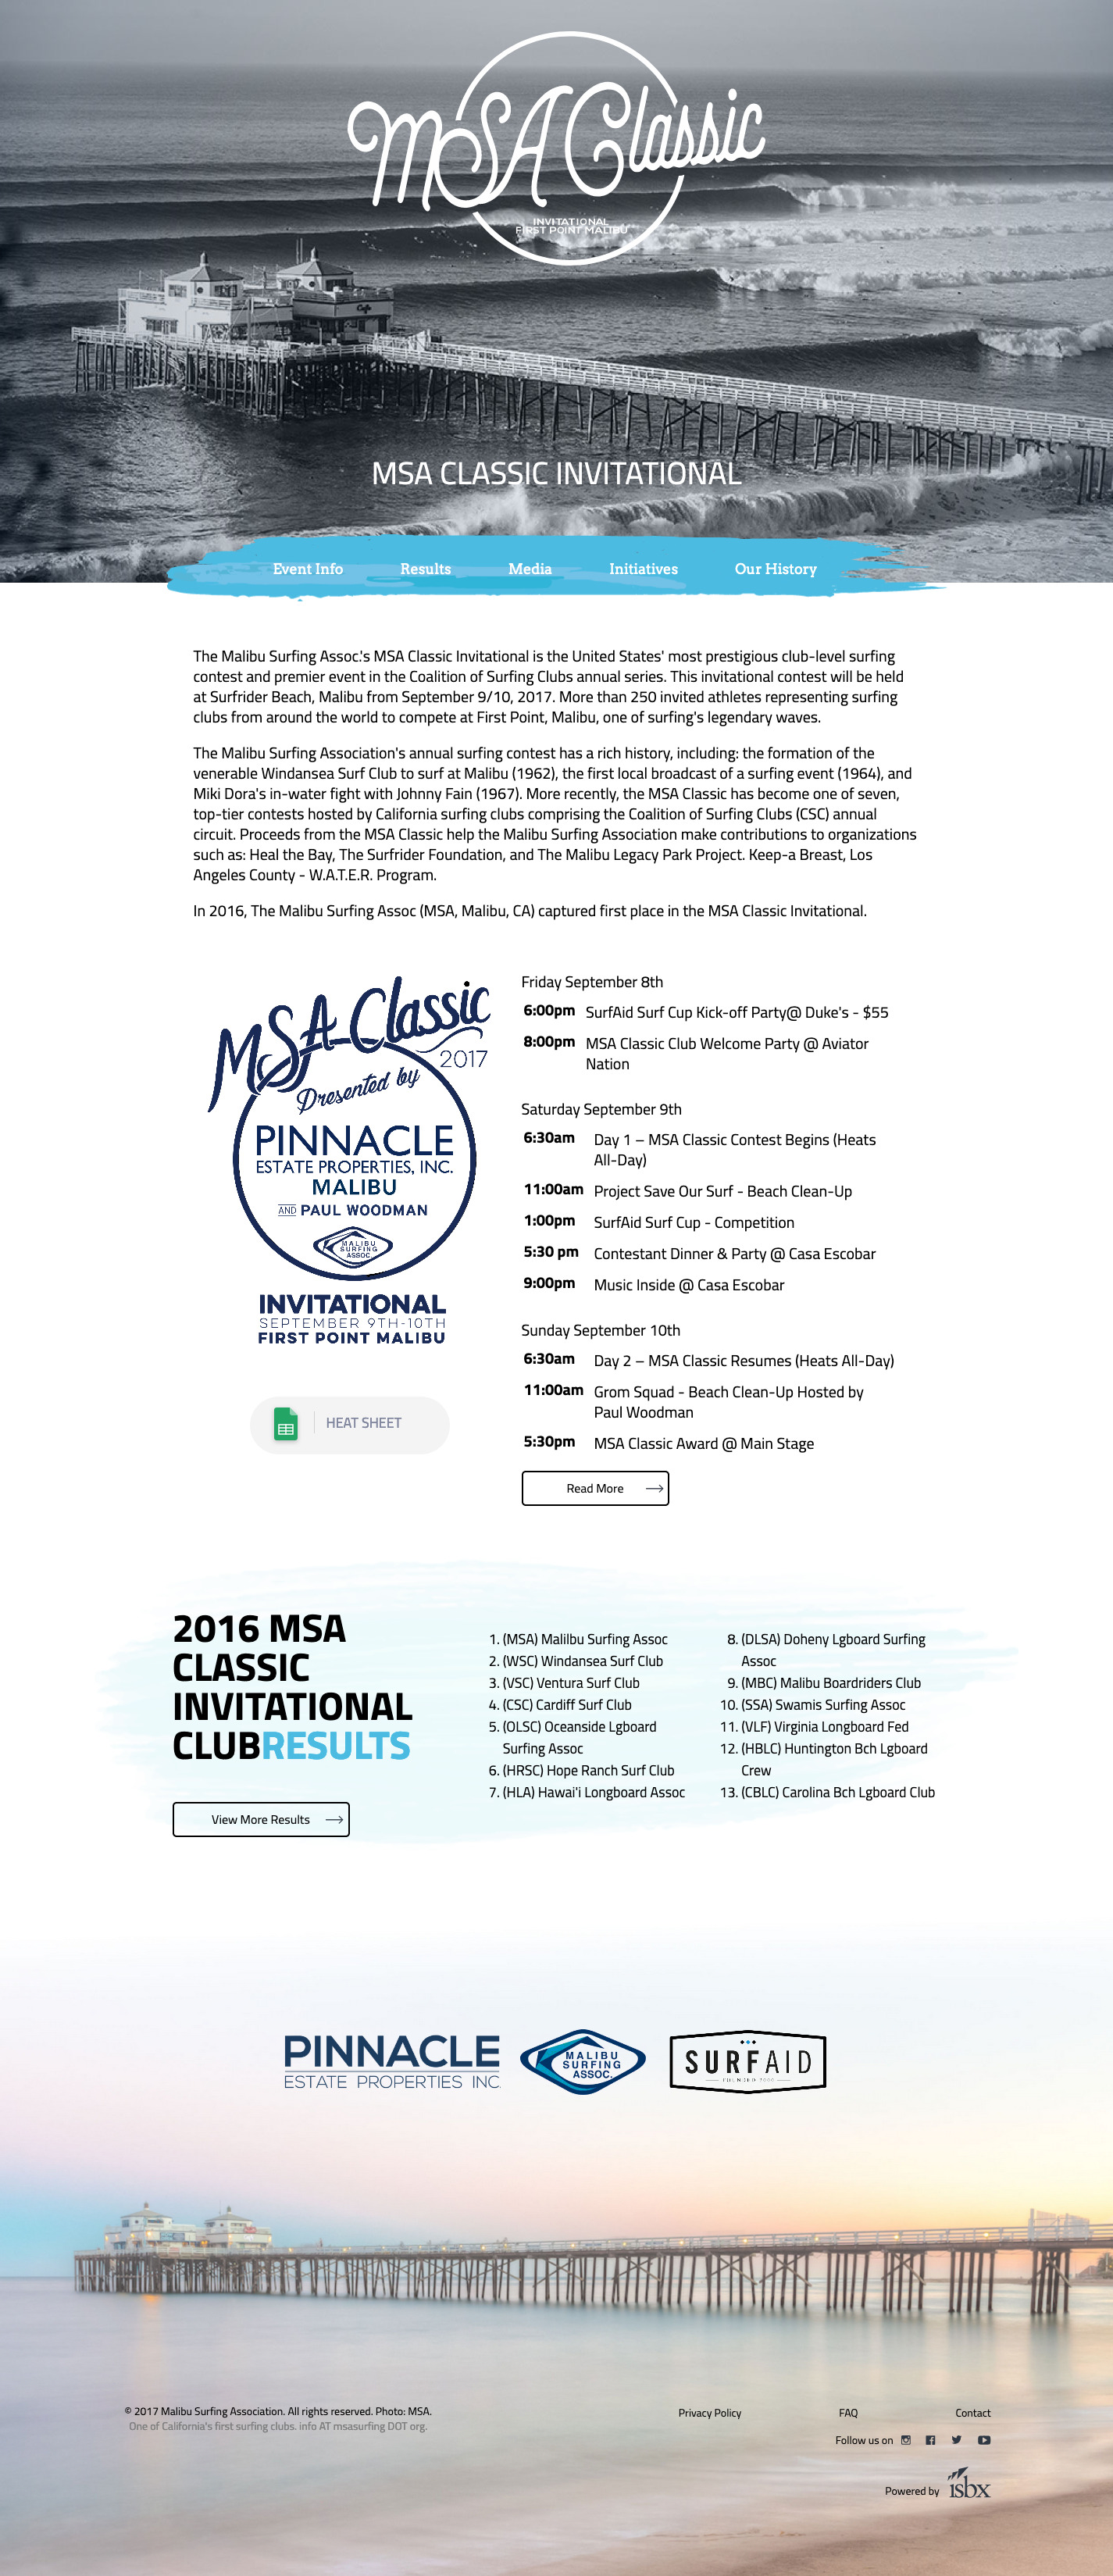 MSA Classic
INVITATIONAL
FIRST POINT MALIBU
Cafe
MSA CLASSIC INVITATIONAL
Event Info Results Media Initiatives Our History
The Malibu Surfing Assoc.'s MSA Classic Invitational is the United States' most prestigious club-level surfing
contest and premier event in the Coalition of Surfing Clubs annual series. This invitational contest will be held
at Surfrider Beach, Malibu from September 9/10, 2017. More than 250 invited athletes representing surfing
clubs from around the world to compete at First Point, Malibu, one of surfing's legendary waves.
The Malibu Surfing Association's annual surfing contest has a rich history, including: the formation of the
venerable Windansea Surf Club to surf at Malibu (1962), the first local broadcast of a surfing event (1964), and
Miki Dora's in-water fight with Johnny Fain (1967). More recently, the MSA Classic has become one of seven,
top-tier contests hosted by California surfing clubs comprising the Coalition of Surfing Clubs (CSC) annual
circuit. Proceeds from the MSA Classic help the Malibu Surfing Association make contributions to organizations
such as: Heal the Bay, The Surfrider Foundation, and The Malibu Legacy Park Project. Keep-a Breast, Los
Angeles County - W.A.T.E.R. Program.
In 2016, The Malibu Surfing Assoc (MSA, Malibu, CA) captured first place in the MSA Classic Invitational.
MSA Classic
2017
Presented by
PINNACLE
ESTATE PROPERTIES, INC.
MALIBU
AND PAUL WOODMAN
MALIBU
SURFING
ASSOC.
INVITATIONAL
SEPTEMBER 9TH-10TH
FIRST POINT MALIBU
HEAT SHEET
Friday September 8th
6:00pm SurfAid Surf Cup Kick-off Party@ Duke's - $55
8:00pm MSA Classic Club Welcome Party @ Aviator
Nation
Saturday September 9th
6:30am Day 1 – MSA Classic Contest Begins (Heats
All-Day)
11:00am Project Save Our Surf - Beach Clean-Up
1:00pm SurfAid Surf Cup - Competition
5:30 pm Contestant Dinner & Party @ Casa Escobar
9:00pm Music Inside @ Casa Escobar
Sunday September 10th
6:30am Day 2 – MSA Classic Resumes (Heats All-Day)
11:00am Grom Squad - Beach Clean-Up Hosted by
Paul Woodman
5:30pm MSA Classic Award @ Main Stage
Read More
2016 MSA
CLASSIC
INVITATIONAL
CLUBRESULTS
View More Results
1. (MSA) Malilbu Surfing Assoc
2. (WSC) Windansea Surf Club
3. (VSC) Ventura Surf Club
4. (CSC) Cardiff Surf Club
5. (OLSC) Oceanside Lgboard
Surfing Assoc
6. (HRSC) Hope Ranch Surf Club
7. (HLA) Hawai'i Longboard Assoc
8. (DLSA) Doheny Lgboard Surfing
Assoc
9. (MBC) Malibu Boardriders Club
10. (SSA) Swamis Surfing Assoc
11. (VLF) Virginia Longboard Fed
12. (HBLC) Huntington Bch Lgboard
Crew
13. (CBLC) Carolina Bch Lgboard Club
PINNACLE
ESTATE PROPERTIES INC.
MALIBU
SURFING
ASSOC.
SURFAID
© 2017 Malibu Surfing Association. All rights reserved. Photo: MSA.
One of California's first surfing clubs. info AT msasurfing DOT org.
Privacy Policy FAQ Contact
Follow us on
Powered by isbx